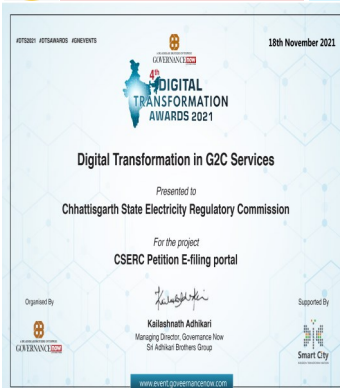 #DTS2021 #DTSAWARDS #GNEVENTS
18th November 2021
GOVERNANCE NOW
4th
DIGITAL
TRANSFORMATION
AWARDS 2021
Digital Transformation in G2C Services
Presented to
Chhattisgarth State Electricity Regulatory Commission
For the project
CSERC Petition E-filing portal
Kailashnath Adhikari
Managing Director, Governance Now
Sri Adhikari Brothers Group
Organised By
GOVERNANCE NOW
Supported By
Smart City
www.event.goveernancenow.com